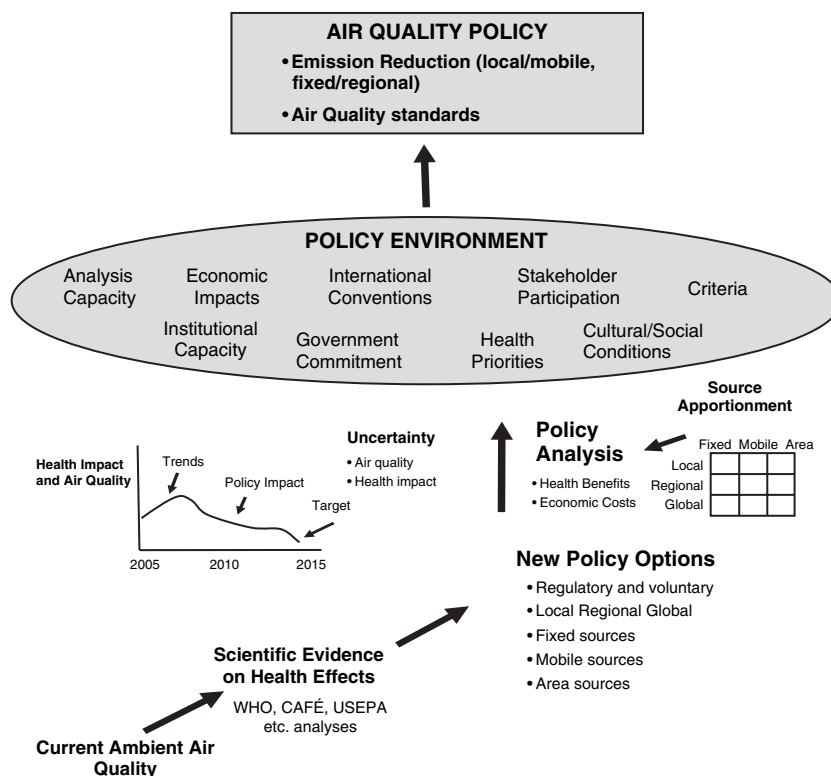 AIR QUALITY POLICY
• Emission Reduction (local/mobile,
fixed/regional)
• Air Quality standards
POLICY ENVIRONMENT
Analysis
Capacity
Economic
Impacts
International
Conventions
Stakeholder
Participation
Criteria
Institutional
Capacity
Government
Commitment
Health
Priorities
Cultural/Social
Conditions
Source
Apportionment
Fixed Mobile Area
Local
Regional
Global
Policy
Analysis
• Health Benefits
• Economic Costs
Uncertainty
• Air quality
• Health impact
Health Impact
and Air Quality
Trends
Policy Impact
Target
2005 2010 2015
New Policy Options
• Regulatory and voluntary
• Local Regional Global
• Fixed sources
• Mobile sources
• Area sources
Scientific Evidence
on Health Effects
WHO, CAFÉ, USEPA
etc. analyses
Current Ambient Air
Quality